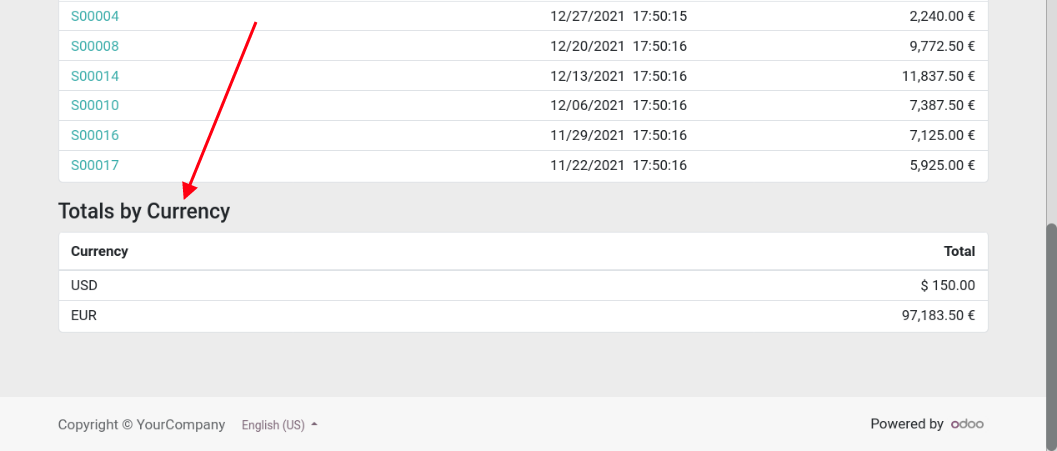 S00004 12/27/2021 17:50:15 2,240.00 €
S00008 12/20/2021 17:50:16 9,772.50 €
S00014 12/13/2021 17:50:16 11,837.50 €
S00010 12/06/2021 17:50:16 7,387.50 €
S00016 11/29/2021 17:50:16 7,125.00 €
S00017 11/22/2021 17:50:16 5,925.00 €
Totals by Currency
Currency Total
USD $ 150.00
EUR 97,183.50 €
Copyright © YourCompany English (US) Powered by odoo